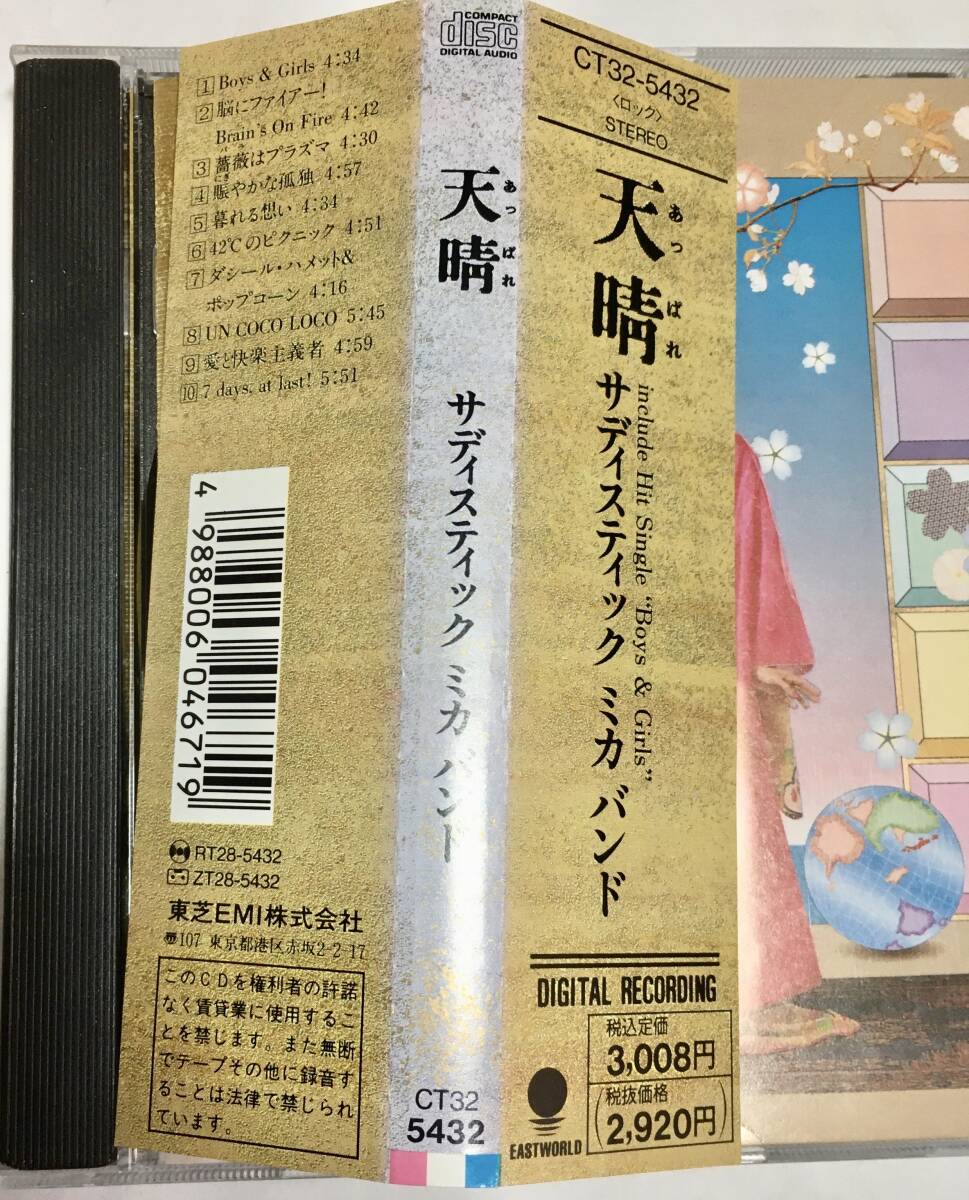 1 Boys & Girls 4:34
2 脳にファイアー!
Brain's On Fire 4:42
3 薔薇はプラズマ 4:30
4 賑やかな孤独 4:57
にぎ
5 暮れる想い 4:34
6 42℃のピクニック 4:51
7 ダシール・ハメット&
ポップコーン 4:16
8 UN COCO LOCO 5:45
9 愛と快楽主義者 4:59
10 7 days, at last! 5:51
4 988006 046719
RT28-5432
ZT28-5432
東芝EMI株式会社
〒107 東京都港区赤坂2-2-17
このCDを権利者の許諾
なく賃貸業に使用するこ
とを禁じます。また無断
でテープその他に録音す
ることは法律で禁じられ
ています。
COMPACT
disc
DIGITAL AUDIO
天晴
あっぱれ
サディスティック ミカ バンド
CT32
5432
CT32-5432
〈ロック〉
STEREO
天晴
あっぱれ
include Hit Single "Boys & Girls"
サディスティック ミカ バンド
DIGITAL RECORDING
EASTWORLD
税込定価
3,008円
(税抜価格
2,920円)